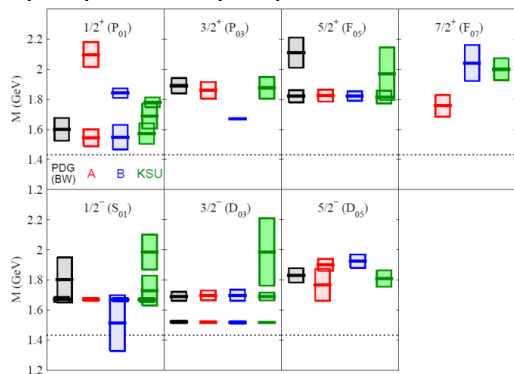 1/2⁺ (P₀₁) 3/2⁺ (P₀₃) 5/2⁺ (F₀₅) 7/2⁺ (F₀₇)
2.2
2
1.8
1.6
1.4
M (GeV)
PDG (BW) A B KSU
1/2⁻ (S₀₁) 3/2⁻ (D₀₃) 5/2⁻ (D₀₅)
2.2
2
1.8
1.6
1.4
1.2
M (GeV)